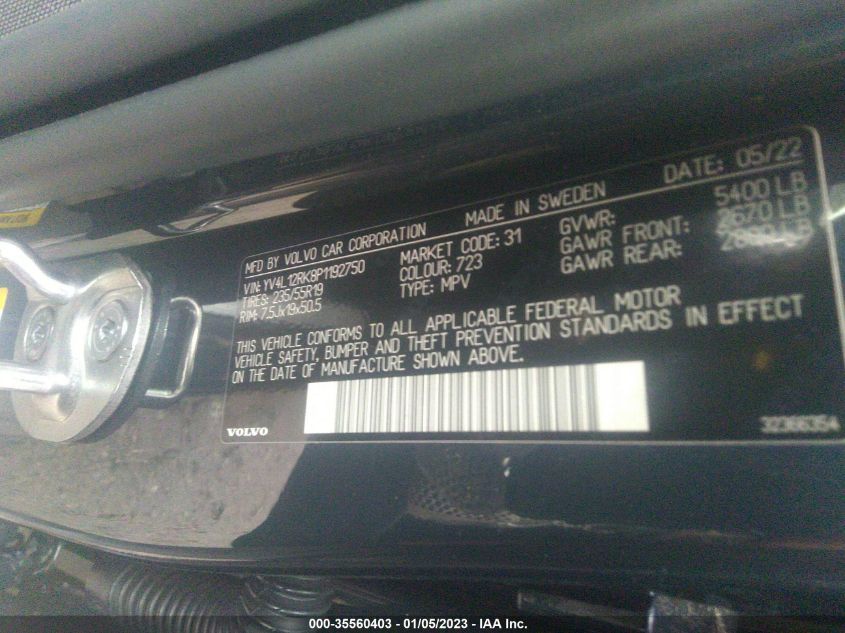 MFD BY VOLVO CAR CORPORATION MADE IN SWEDEN DATE: 05/22
VIN: YV4L12RK8P1192750 MARKET CODE: 31 GVWR: 5400 LB
TIRES: 235/55R19 COLOUR: 723 GAWR FRONT: 2670 LB
RIM: 7.5Jx19x50.5 TYPE: MPV GAWR REAR: LB
THIS VEHICLE CONFORMS TO ALL APPLICABLE FEDERAL MOTOR
VEHICLE SAFETY, BUMPER AND THEFT PREVENTION STANDARDS IN EFFECT
ON THE DATE OF MANUFACTURE SHOWN ABOVE.
VOLVO 32366354
000-35560403 - 01/05/2023 - IAA Inc.